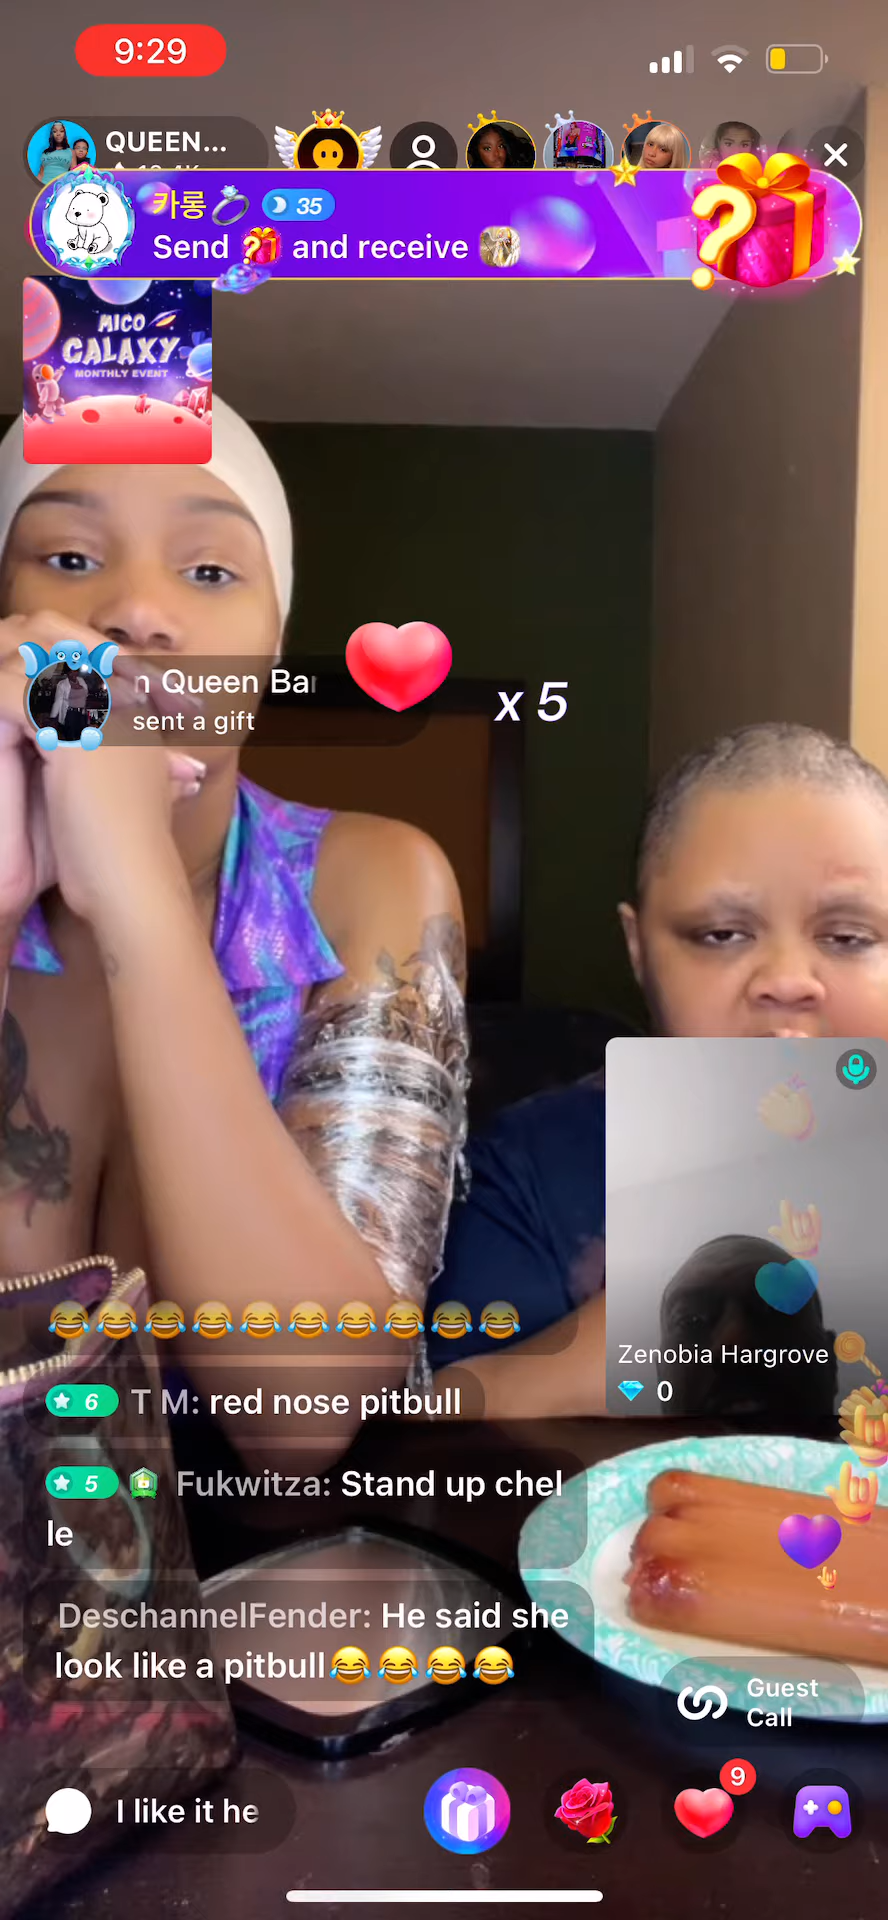 9:29
QUEEN...
카롱 35
Send and receive
MICO
GALAXY
MONTHLY EVENT
n Queen Bar
sent a gift
x 5
Zenobia Hargrove
0
😂😂😂😂😂😂😂😂😂😂
6 T M: red nose pitbull
5 Fukwitza: Stand up chel
le
DeschannelFender: He said she
look like a pitbull😂😂😂😂
Guest
Call
I like it he
9